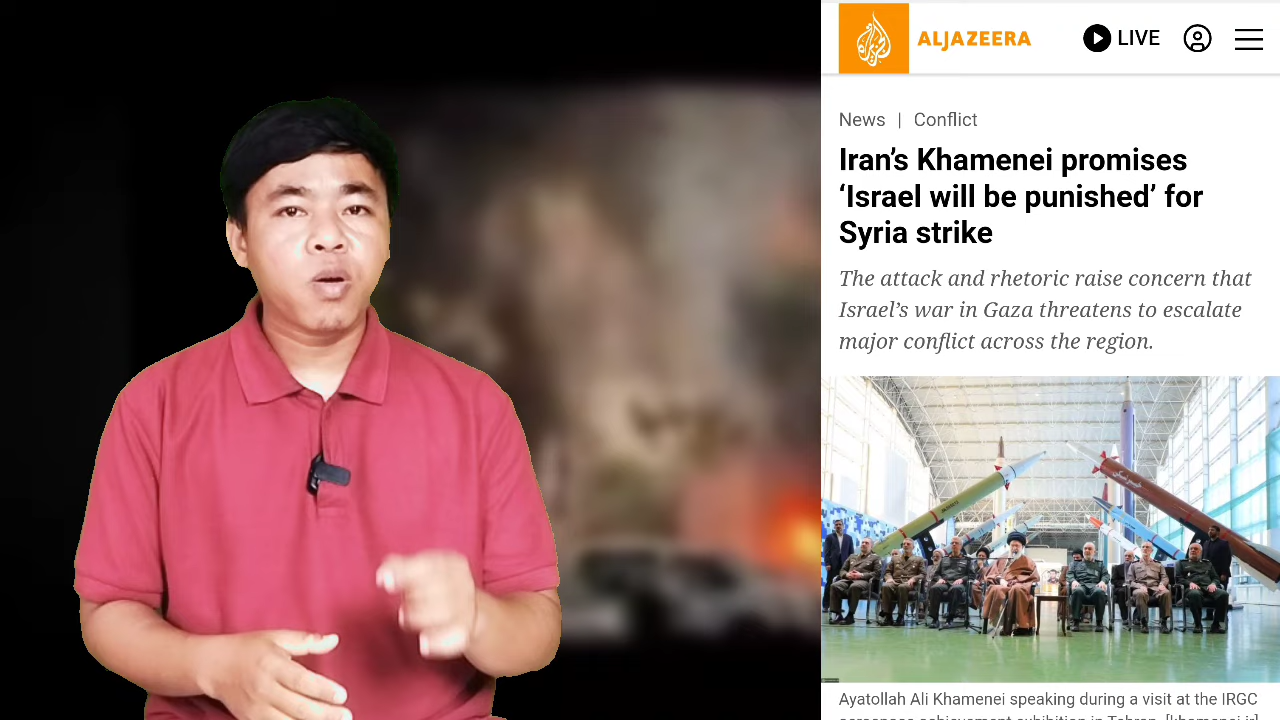 ALJAZEERA
LIVE
News | Conflict
Iran’s Khamenei promises
‘Israel will be punished’ for
Syria strike
The attack and rhetoric raise concern that
Israel’s war in Gaza threatens to escalate
major conflict across the region.
Ayatollah Ali Khamenei speaking during a visit at the IRGC